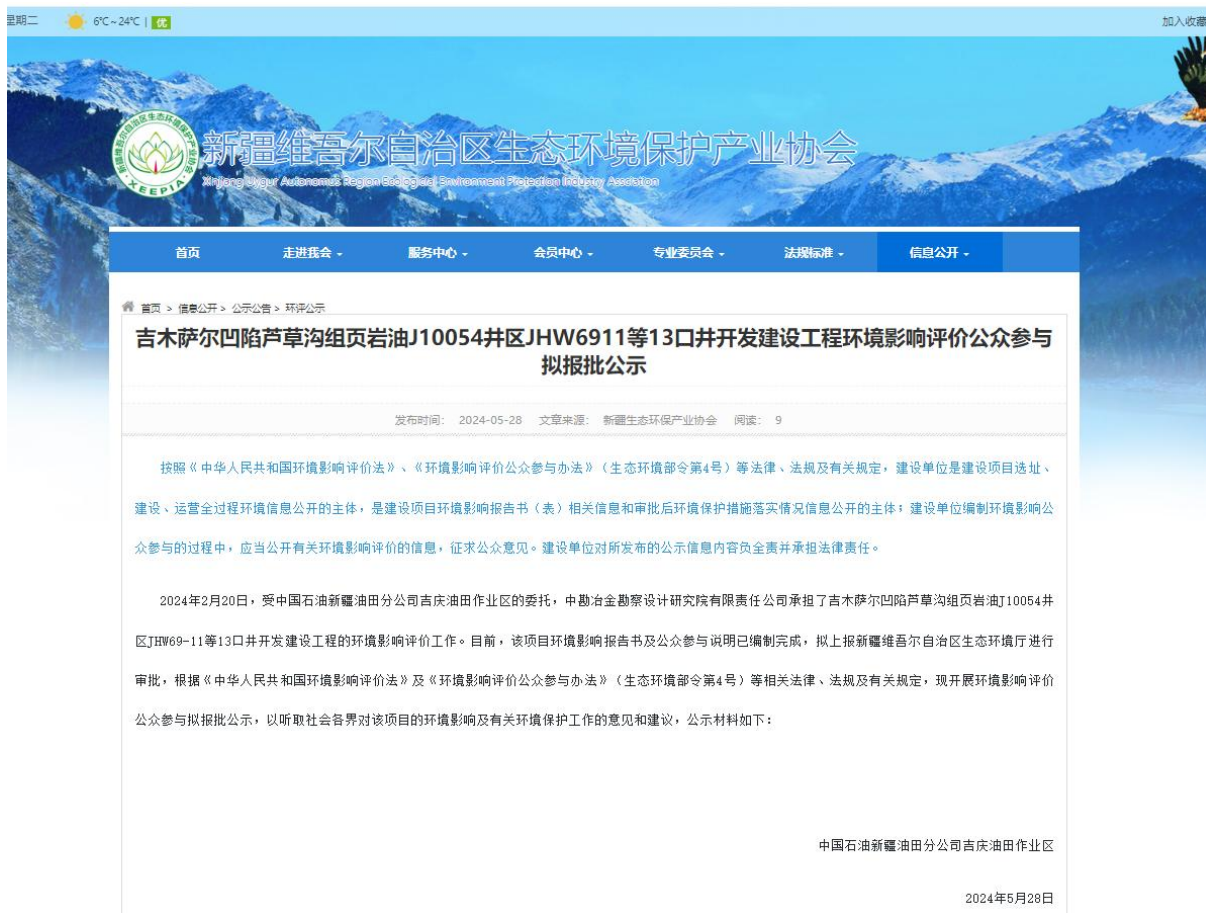 星期二 6℃~24℃ | 优 加入收藏
新疆维吾尔自治区生态环境保护产业协会
Xinjiang Uygur Autonomous Region Ecological Environment Protection Industry Association
XEEPIA
首页 走进我会 服务中心 会员中心 专业委员会 法规标准 信息公开
首页 > 信息公开 > 公示公告 > 环评公示
吉木萨尔凹陷芦草沟组页岩油J10054井区JHW6911等13口井开发建设工程环境影响评价公众参与
拟报批公示
发布时间： 2024-05-28 文章来源： 新疆生态环保产业协会 阅读： 9
按照《中华人民共和国环境影响评价法》、《环境影响评价公众参与办法》（生态环境部令第4号）等法律、法规及有关规定，建设单位是建设项目选址、
建设、运营全过程环境信息公开的主体，是建设项目环境影响报告书（表）相关信息和审批后环境保护措施落实情况信息公开的主体；建设单位编制环境影响公
众参与的过程中，应当公开有关环境影响评价的信息，征求公众意见。建设单位对所发布的公示信息内容负全责并承担法律责任。
2024年2月20日，受中国石油新疆油田分公司吉庆油田作业区的委托，中勘冶金勘察设计研究院有限责任公司承担了吉木萨尔凹陷芦草沟组页岩油J10054井
区JHW69-11等13口井开发建设工程的环境影响评价工作。目前，该项目环境影响报告书及公众参与说明已编制完成，拟上报新疆维吾尔自治区生态环境厅进行
审批，根据《中华人民共和国环境影响评价法》及《环境影响评价公众参与办法》（生态环境部令第4号）等相关法律、法规及有关规定，现开展环境影响评价
公众参与拟报批公示，以听取社会各界对该项目的环境影响及有关环境保护工作的意见和建议，公示材料如下：
中国石油新疆油田分公司吉庆油田作业区
2024年5月28日